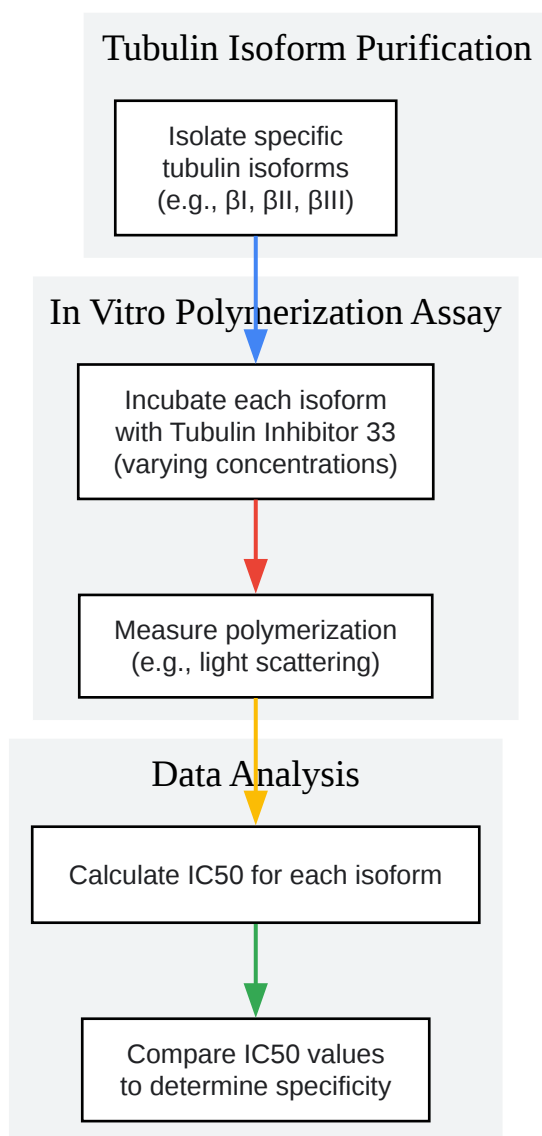 Tubulin Isoform Purification
Isolate specific
tubulin isoforms
(e.g., βI, βII, βIII)
In Vitro Polymerization Assay
Incubate each isoform
with Tubulin Inhibitor 33
(varying concentrations)
Measure polymerization
(e.g., light scattering)
Data Analysis
Calculate IC50 for each isoform
Compare IC50 values
to determine specificity